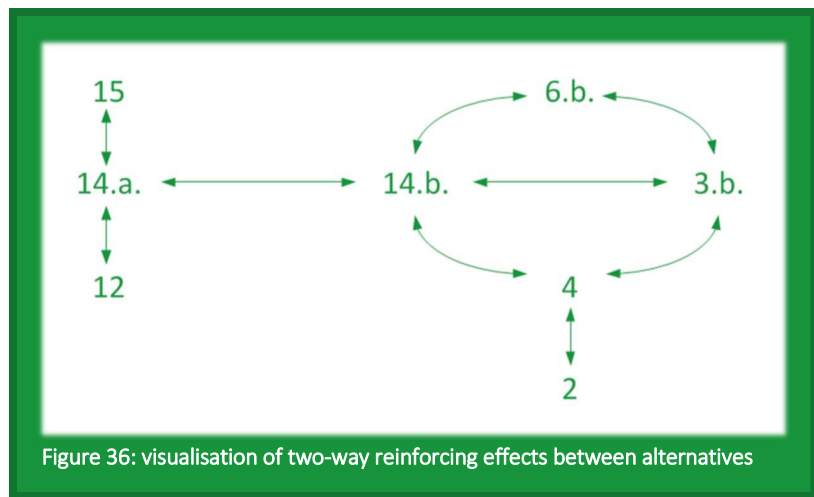 15
6.b.
14.a.
14.b.
3.b.
12
4
2
Figure 36: visualisation of two-way reinforcing effects between alternatives